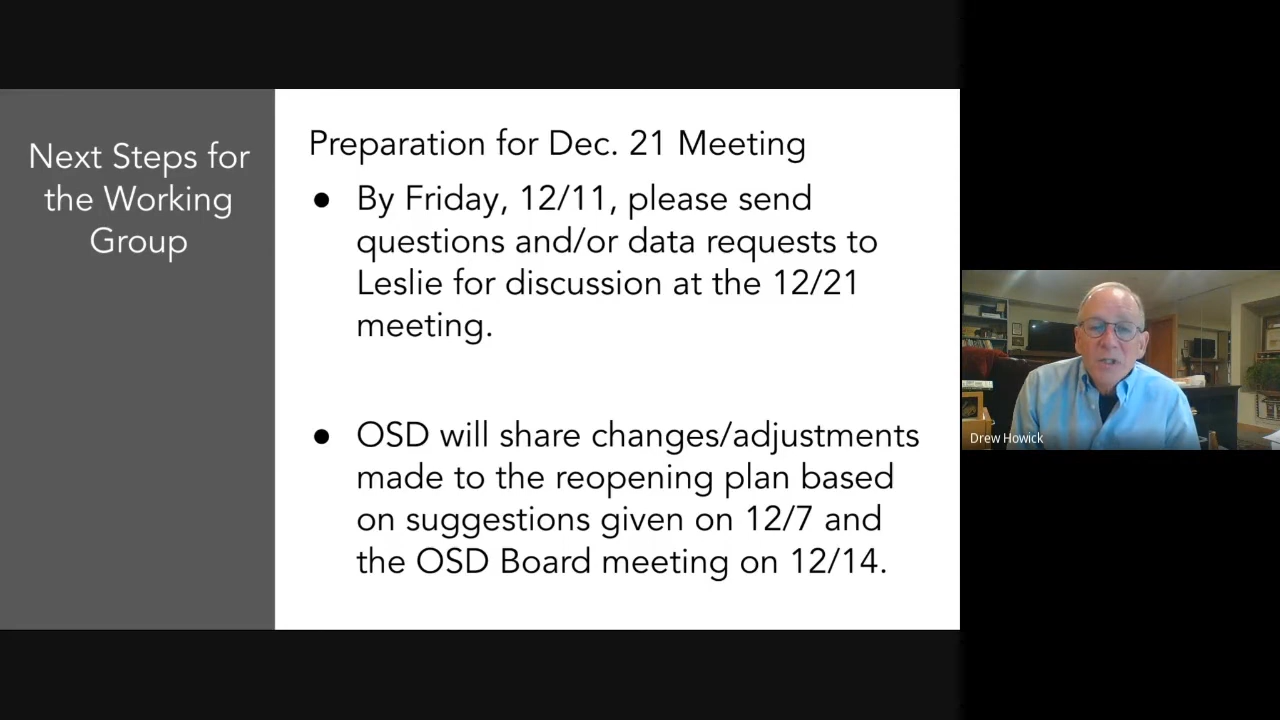 Next Steps for
the Working
Group
Preparation for Dec. 21 Meeting
● By Friday, 12/11, please send
questions and/or data requests to
Leslie for discussion at the 12/21
meeting.
● OSD will share changes/adjustments
made to the reopening plan based
on suggestions given on 12/7 and
the OSD Board meeting on 12/14.
Drew Howick